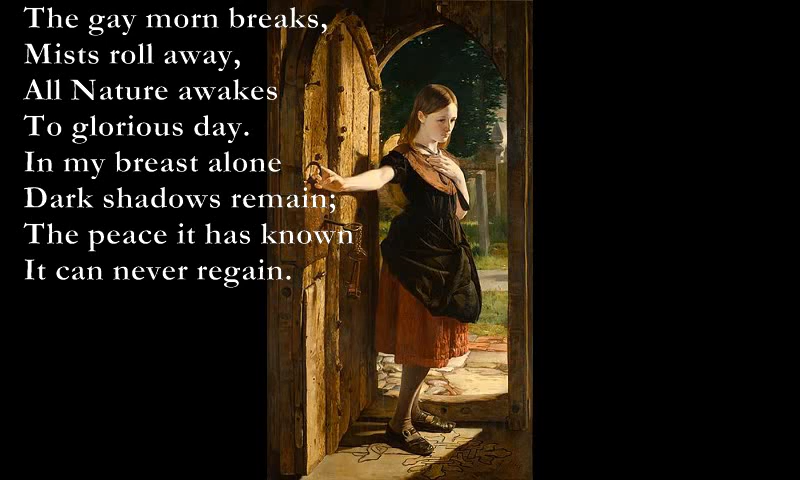 The gay morn breaks,
Mists roll away,
All Nature awakes
To glorious day.
In my breast alone
Dark shadows remain;
The peace it has known
It can never regain.